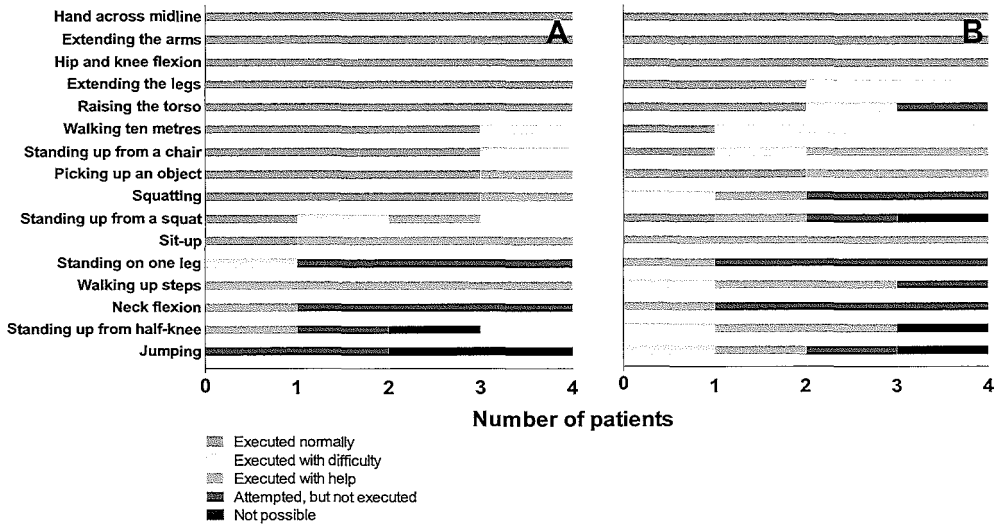 A
B
Hand across midline
Extending the arms
Hip and knee flexion
Extending the legs
Raising the torso
Walking ten metres
Standing up from a chair
Picking up an object
Squatting
Standing up from a squat
Sit-up
Standing on one leg
Walking up steps
Neck flexion
Standing up from half-knee
Jumping
0 1 2 3 4
0 1 2 3 4
Number of patients
Executed normally
Executed with difficulty
Executed with help
Attempted, but not executed
Not possible